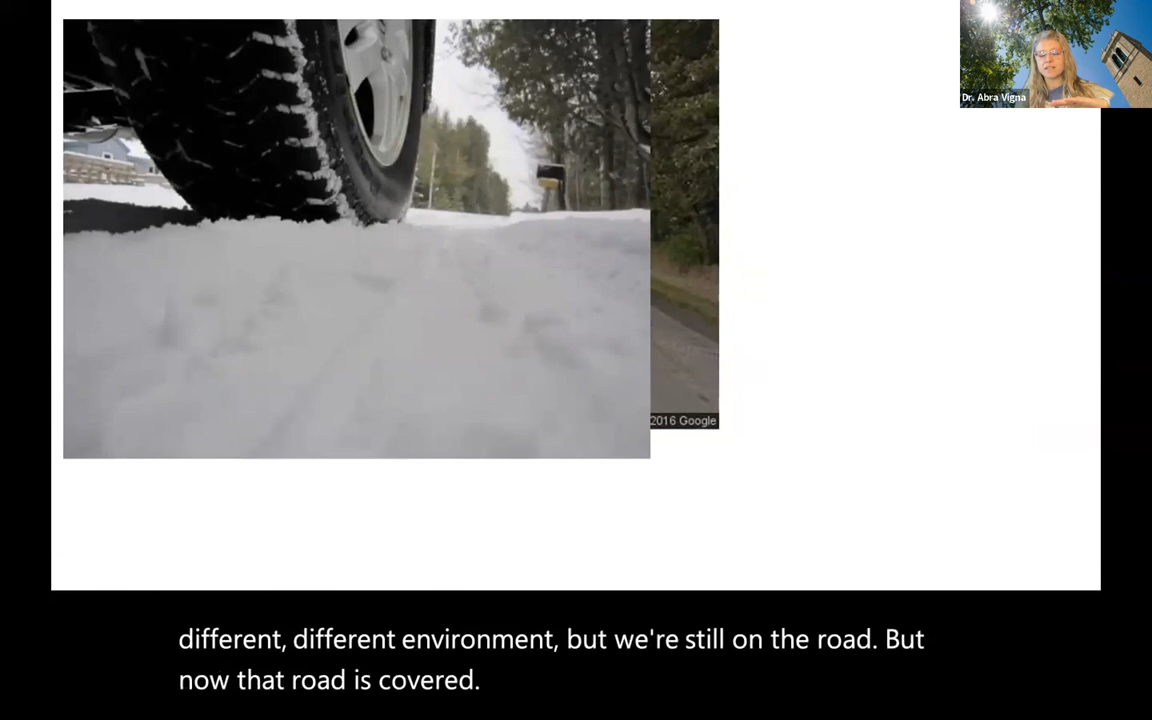 Dr. Abra Vigna
2016 Google
different, different environment, but we're still on the road. But
now that road is covered.